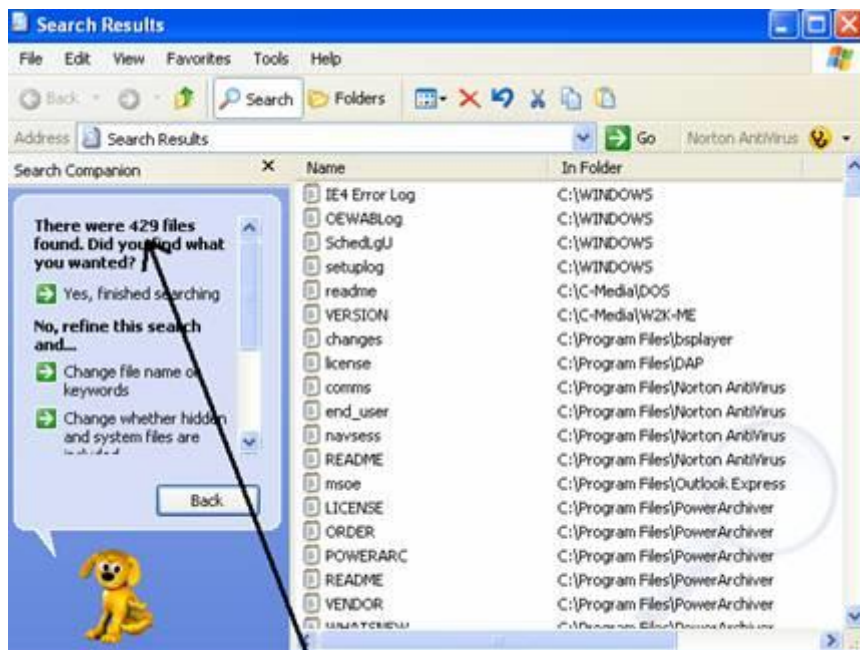 Search Results
File Edit View Favorites Tools Help
Back Search Folders
Address Search Results Go Norton AntiVirus
Search Companion
Name In Folder
There were 429 files
found. Did you find what
you wanted?
Yes, finished searching
No, refine this search
and...
Change file name or
keywords
Change whether hidden
and system files are
Back
IE4 Error Log C:\WINDOWS
OEWABLog C:\WINDOWS
SchedLgU C:\WINDOWS
setuplog C:\WINDOWS
readme C:\C-Media\DOS
VERSION C:\C-Media\W2K-ME
changes C:\Program Files\bsplayer
license C:\Program Files\DAP
comms C:\Program Files\Norton AntiVirus
end_user C:\Program Files\Norton AntiVirus
navsess C:\Program Files\Norton AntiVirus
README C:\Program Files\Norton AntiVirus
msoe C:\Program Files\Outlook Express
LICENSE C:\Program Files\PowerArchiver
ORDER C:\Program Files\PowerArchiver
POWERARC C:\Program Files\PowerArchiver
README C:\Program Files\PowerArchiver
VENDOR C:\Program Files\PowerArchiver
WHATSNEW C:\Program Files\PowerArchiver